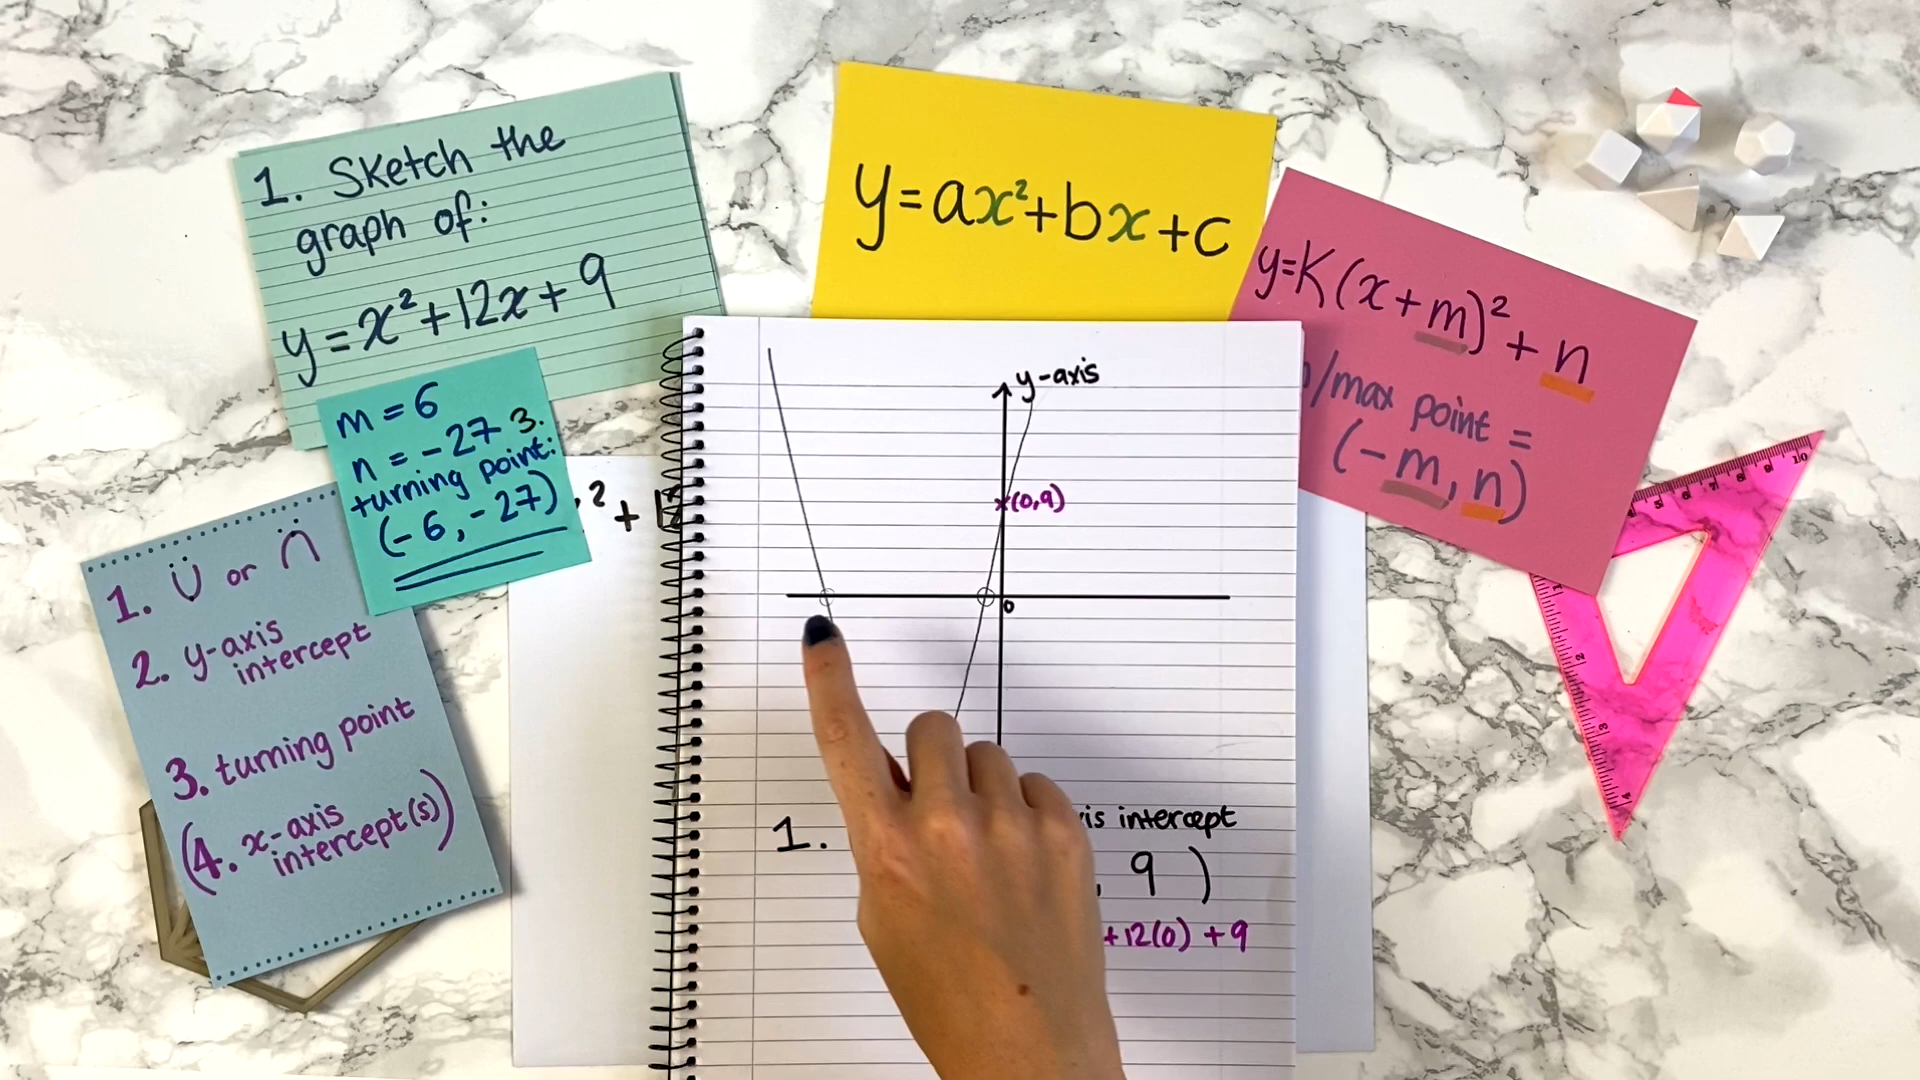 1. Sketch the
graph of:
y=x²+12x+9
m=6
n=-27 3.
turning point:
(-6,-27)
1. Ü or n̈
2. y-axis
intercept
3. turning point
(4. x-axis
intercept(s))
y=ax²+bx+c
y=K(x+m)²+n
/max point =
(-m,n)
² + 1
y-axis
×(0,9)
0
1.
is intercept
, 9 )
+12(0) +9